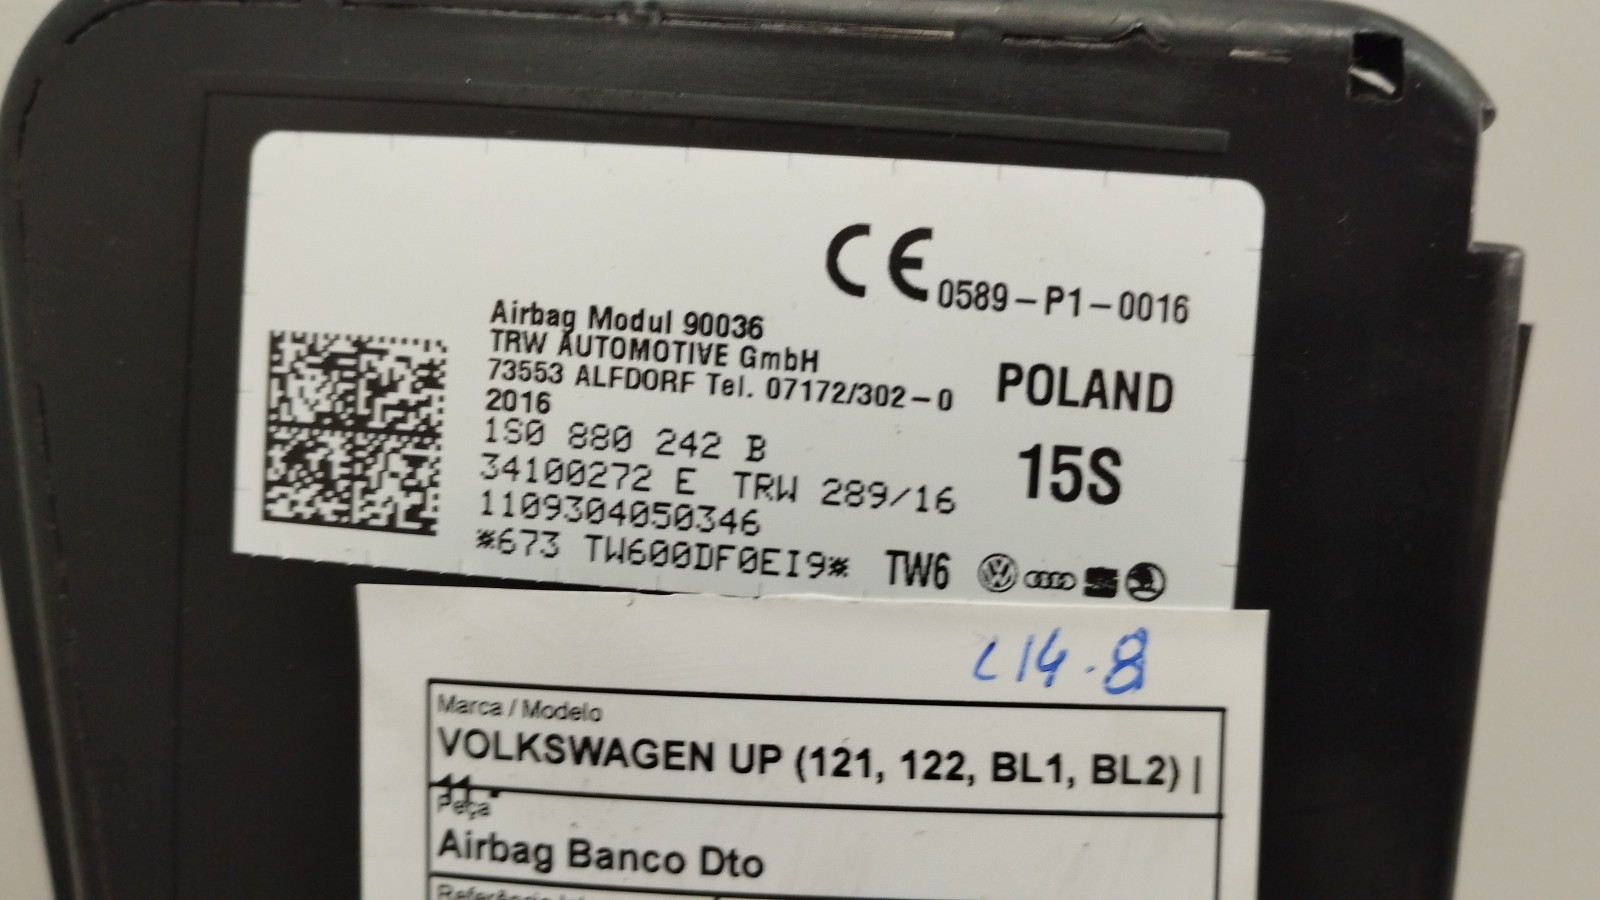 CE 0589-P1-0016
Airbag Modul 90036
TRW AUTOMOTIVE GmbH
73553 ALFDORF Tel. 07172/302-0
POLAND
2016
1S0 880 242 B
15S
34100272 E TRW 289/16
1109304050346
*673 TW600DF0EI9* TW6
L14-8
Marca / Modelo
VOLKSWAGEN UP (121, 122, BL1, BL2) |
Peça
Airbag Banco Dto